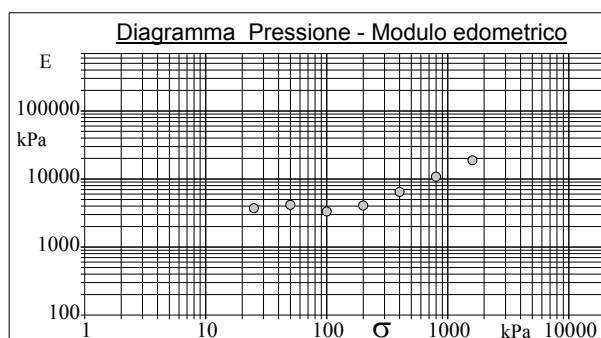 Diagramma Pressione - Modulo edometrico
E
100000
kPa
10000
1000
100
1 10 100 σ 1000 kPa 10000